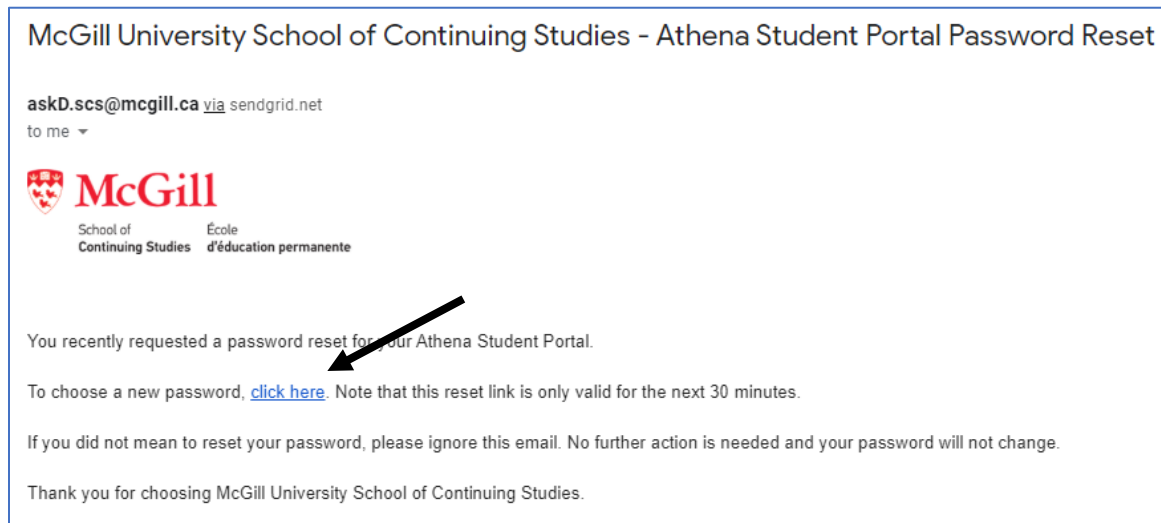 McGill University School of Continuing Studies - Athena Student Portal Password Reset
askD.scs@mcgill.ca via sendgrid.net
to me
McGill
School of École
Continuing Studies d'éducation permanente
You recently requested a password reset for your Athena Student Portal.
To choose a new password, click here. Note that this reset link is only valid for the next 30 minutes.
If you did not mean to reset your password, please ignore this email. No further action is needed and your password will not change.
Thank you for choosing McGill University School of Continuing Studies.